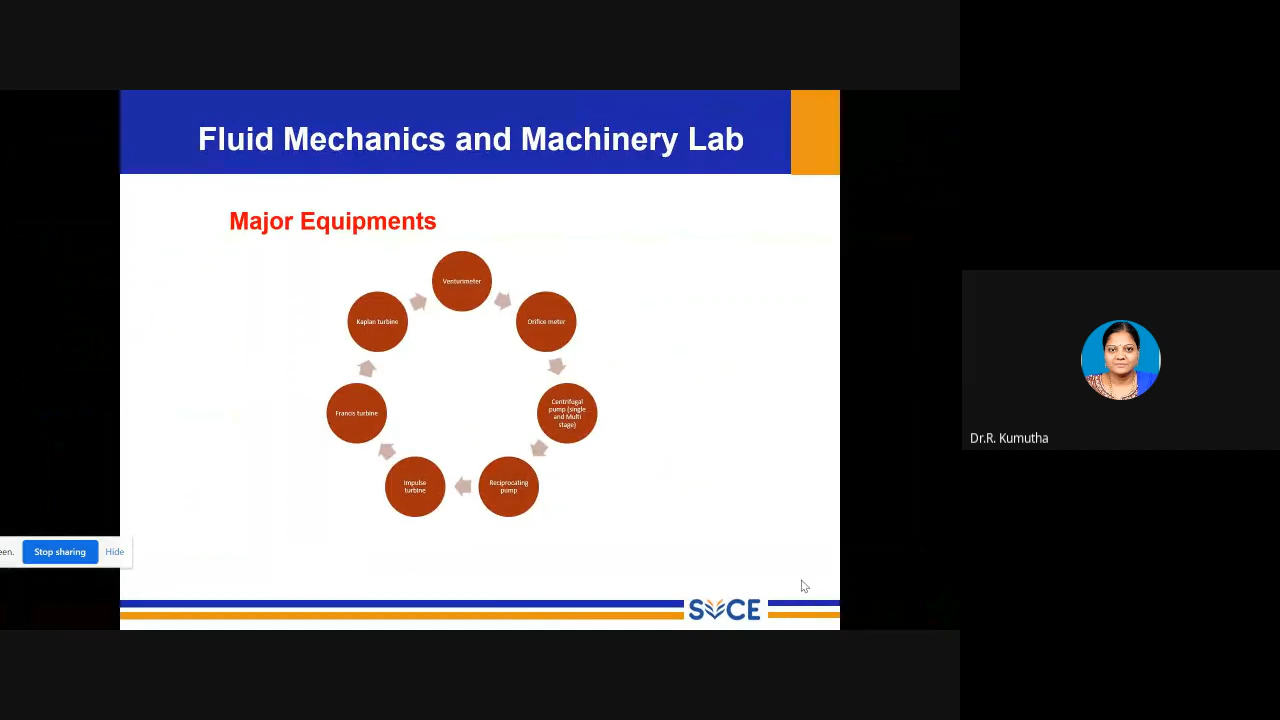 Fluid Mechanics and Machinery Lab
Major Equipments
Venturimeter
Orifice meter
Centrifugal
pump (single
and Multi
stage)
Reciprocating
pump
Impulse
turbine
Francis turbine
Kaplan turbine
een.
Stop sharing
Hide
SVCE
Dr.R. Kumutha